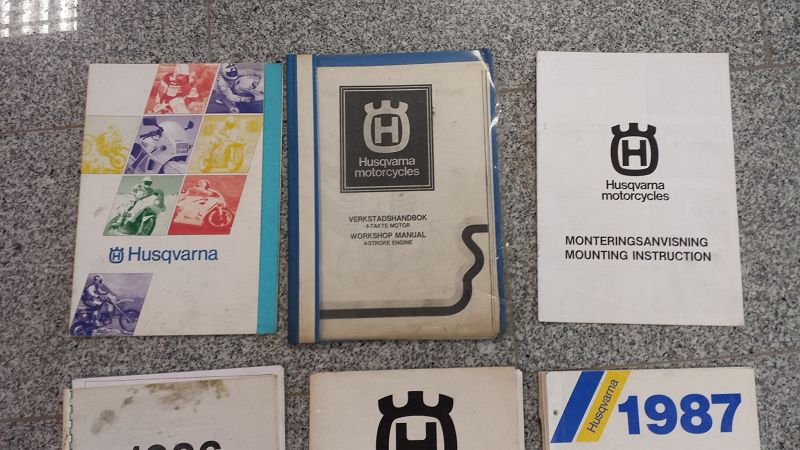 Husqvarna
H
Husqvarna
motorcycles
VERKSTADSHANDBOK
4-TAKTS MOTOR
WORKSHOP MANUAL
4-STROKE ENGINE
H
Husqvarna
motorcycles
MONTERINGSANVISNING
MOUNTING INSTRUCTION
Husqvarna
1987